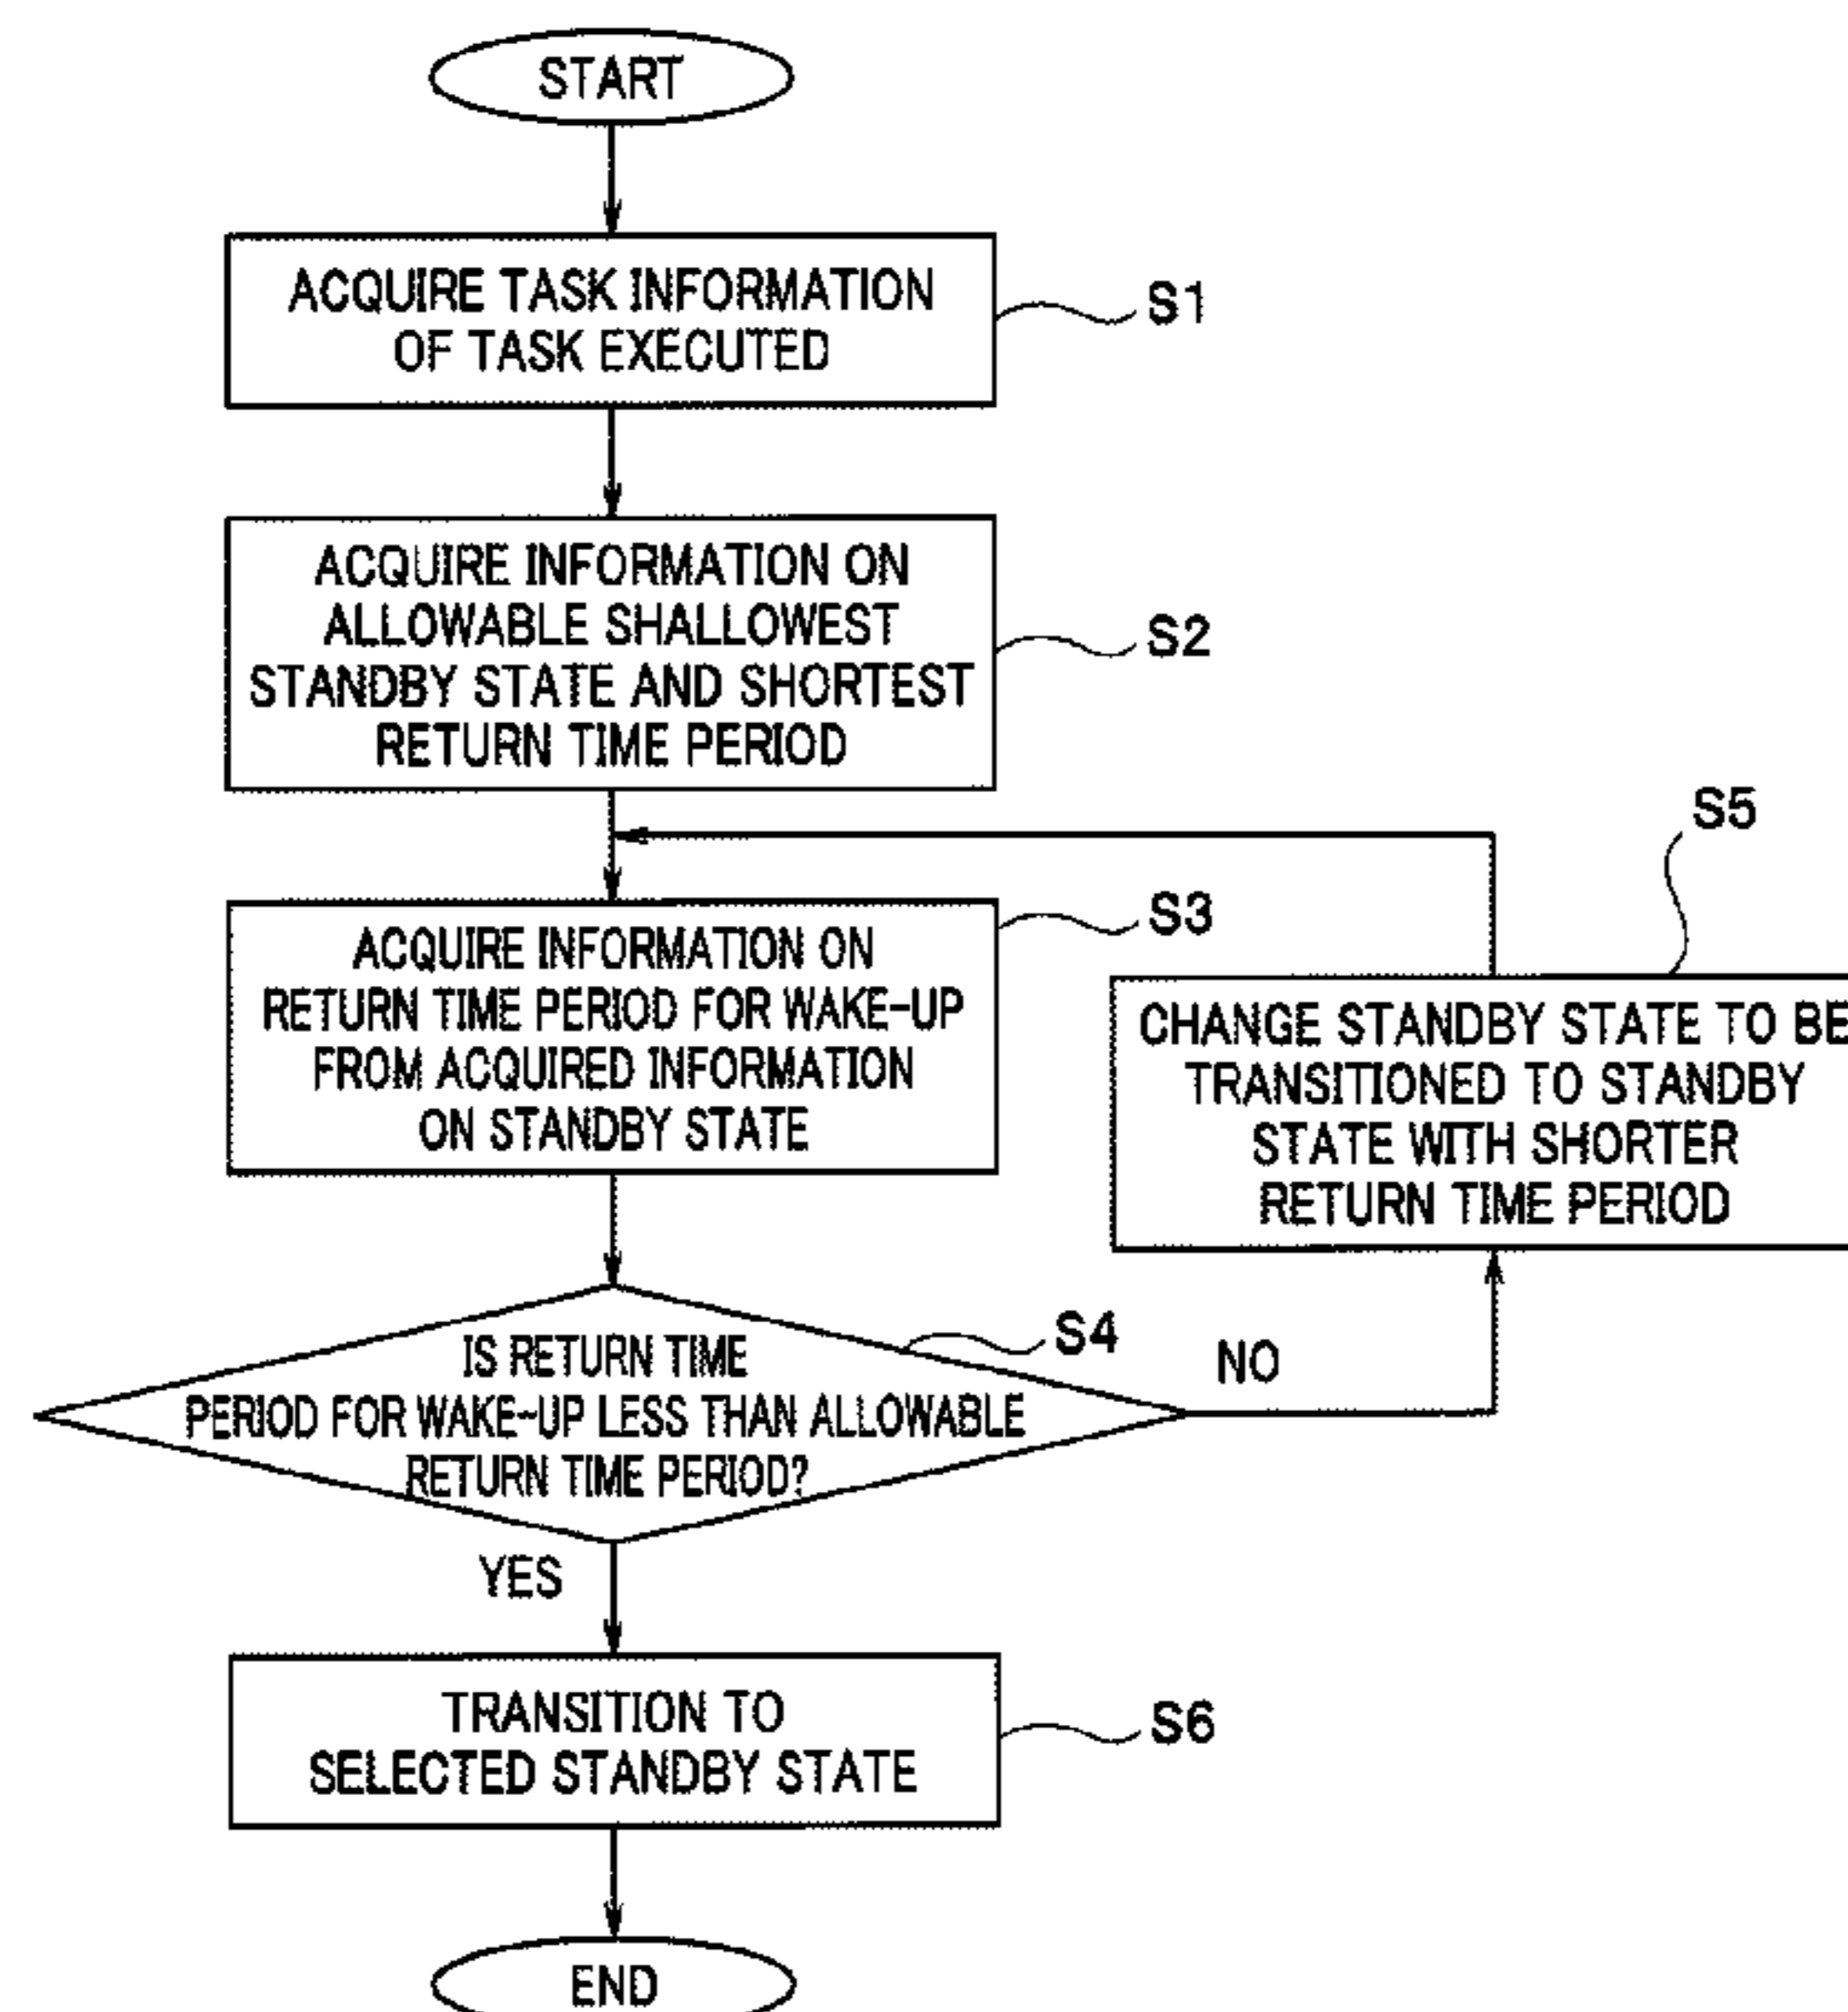 START
ACQUIRE TASK INFORMATION
OF TASK EXECUTED
S1
ACQUIRE INFORMATION ON
ALLOWABLE SHALLOWEST
STANDBY STATE AND SHORTEST
RETURN TIME PERIOD
S2
S5
ACQUIRE INFORMATION ON
RETURN TIME PERIOD FOR WAKE-UP
FROM ACQUIRED INFORMATION
ON STANDBY STATE
S3
CHANGE STANDBY STATE TO BE
TRANSITIONED TO STANDBY
STATE WITH SHORTER
RETURN TIME PERIOD
IS RETURN TIME
PERIOD FOR WAKE-UP LESS THAN ALLOWABLE
RETURN TIME PERIOD?
S4
NO
YES
TRANSITION TO
SELECTED STANDBY STATE
S6
END